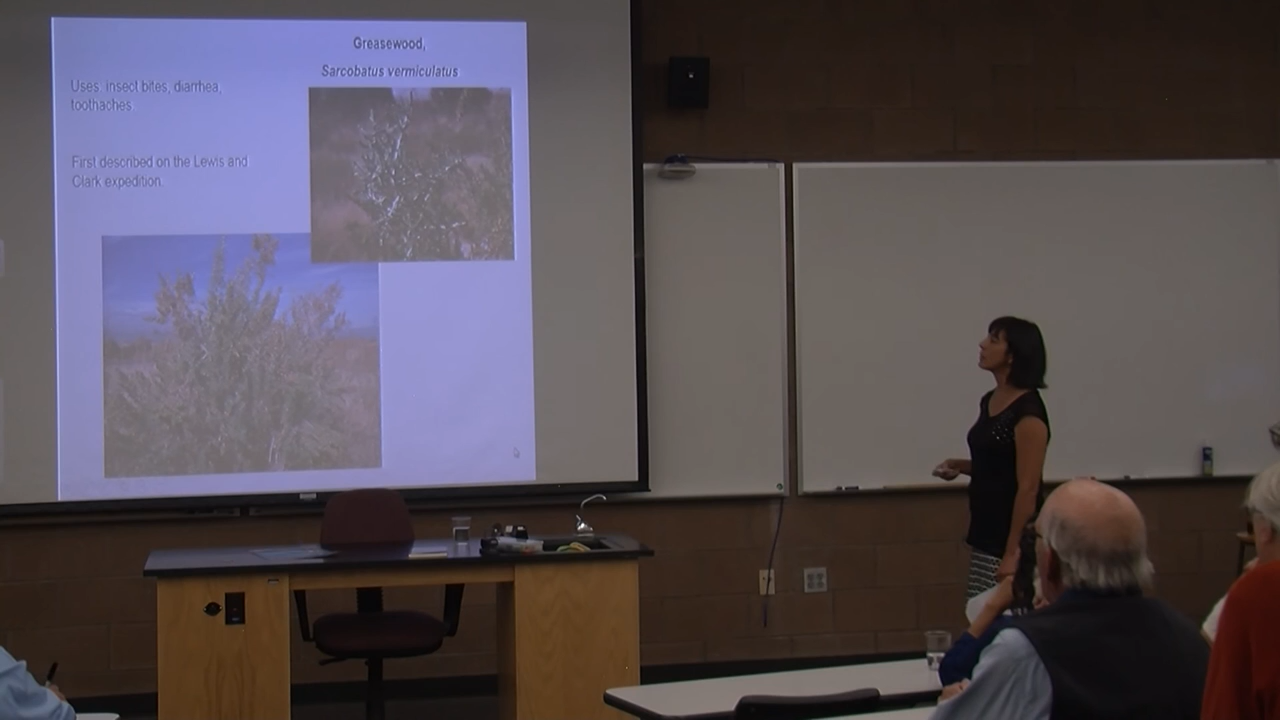 Greasewood,
Sarcobatus vermiculatus
Uses: insect bites, diarrhea,
toothaches.
First described on the Lewis and
Clark expedition.